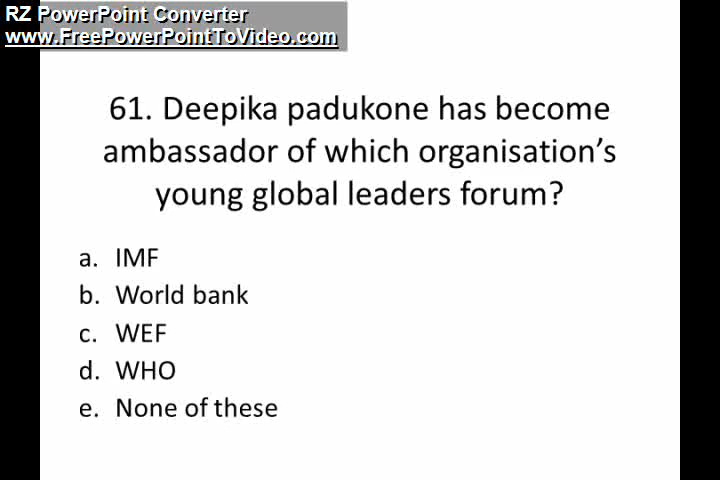 RZ PowerPoint Converter
www.FreePowerPointToVideo.com
61. Deepika padukone has become
ambassador of which organisation’s
young global leaders forum?
a. IMF
b. World bank
c. WEF
d. WHO
e. None of these